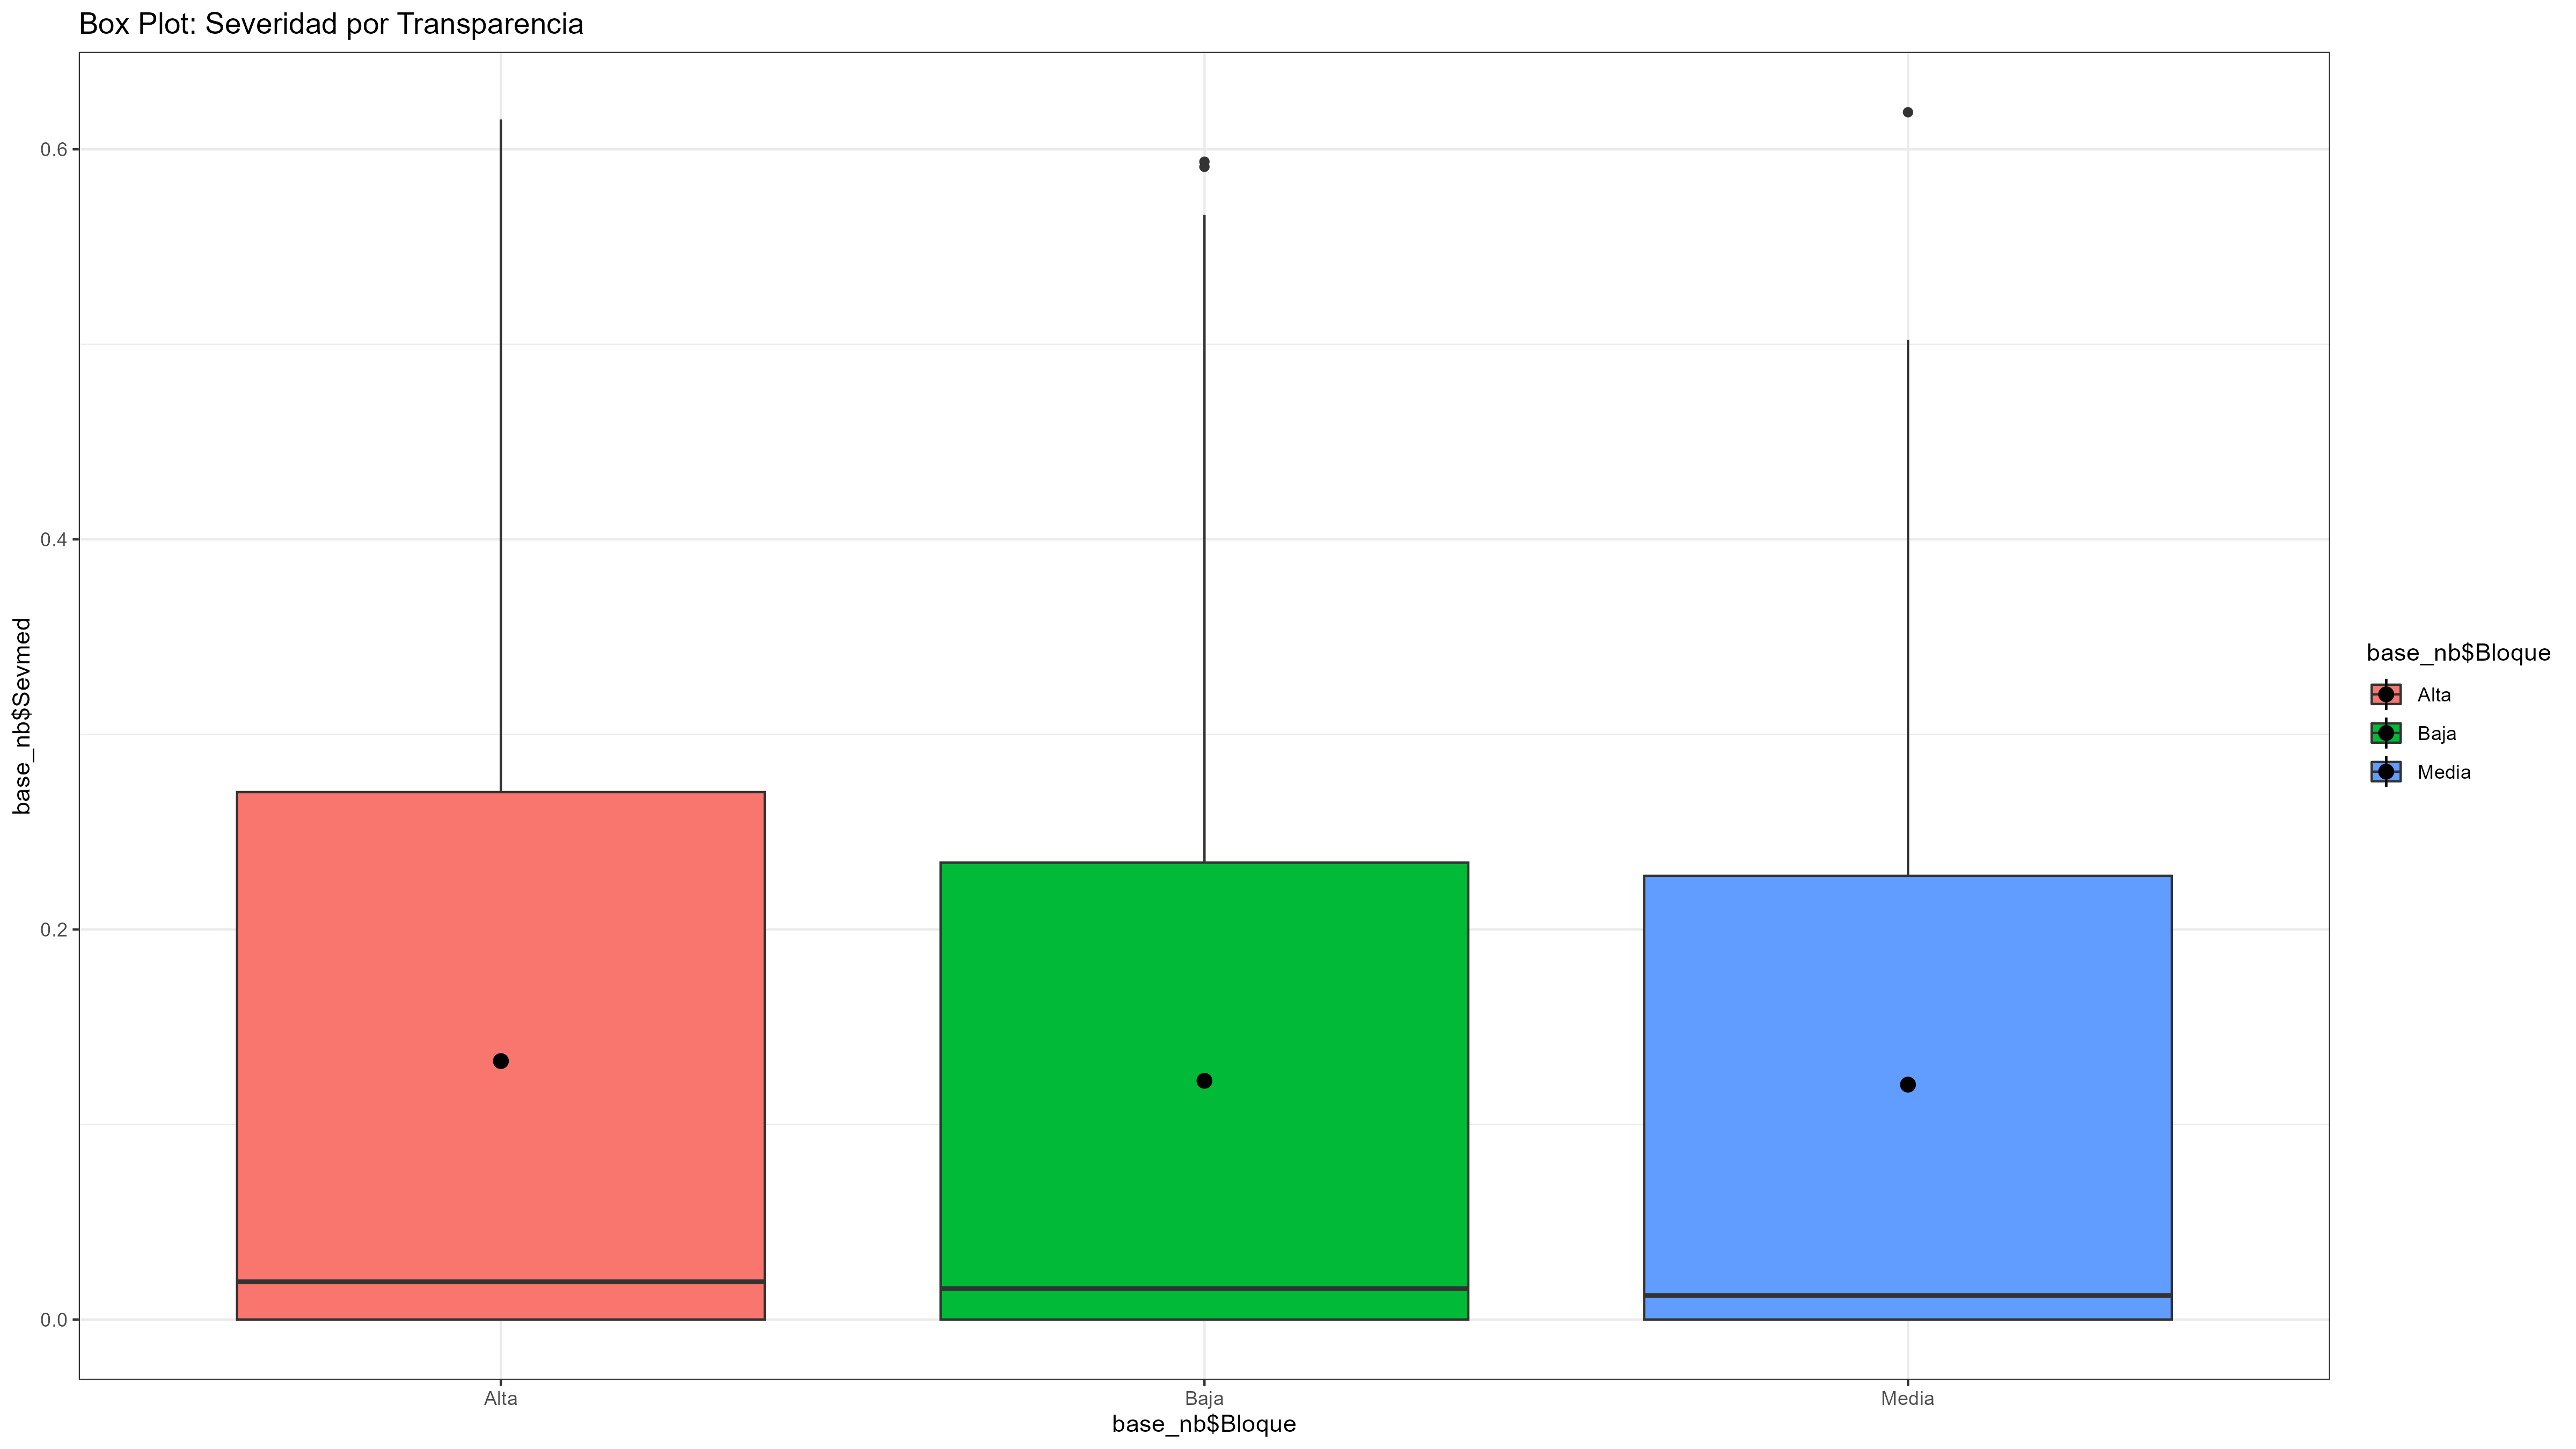 Box Plot: Severidad por Transparencia
0.6
0.4
0.2
0.0
base_nb$Sevmed
Alta
Baja
Media
base_nb$Bloque
base_nb$Bloque
Alta
Baja
Media